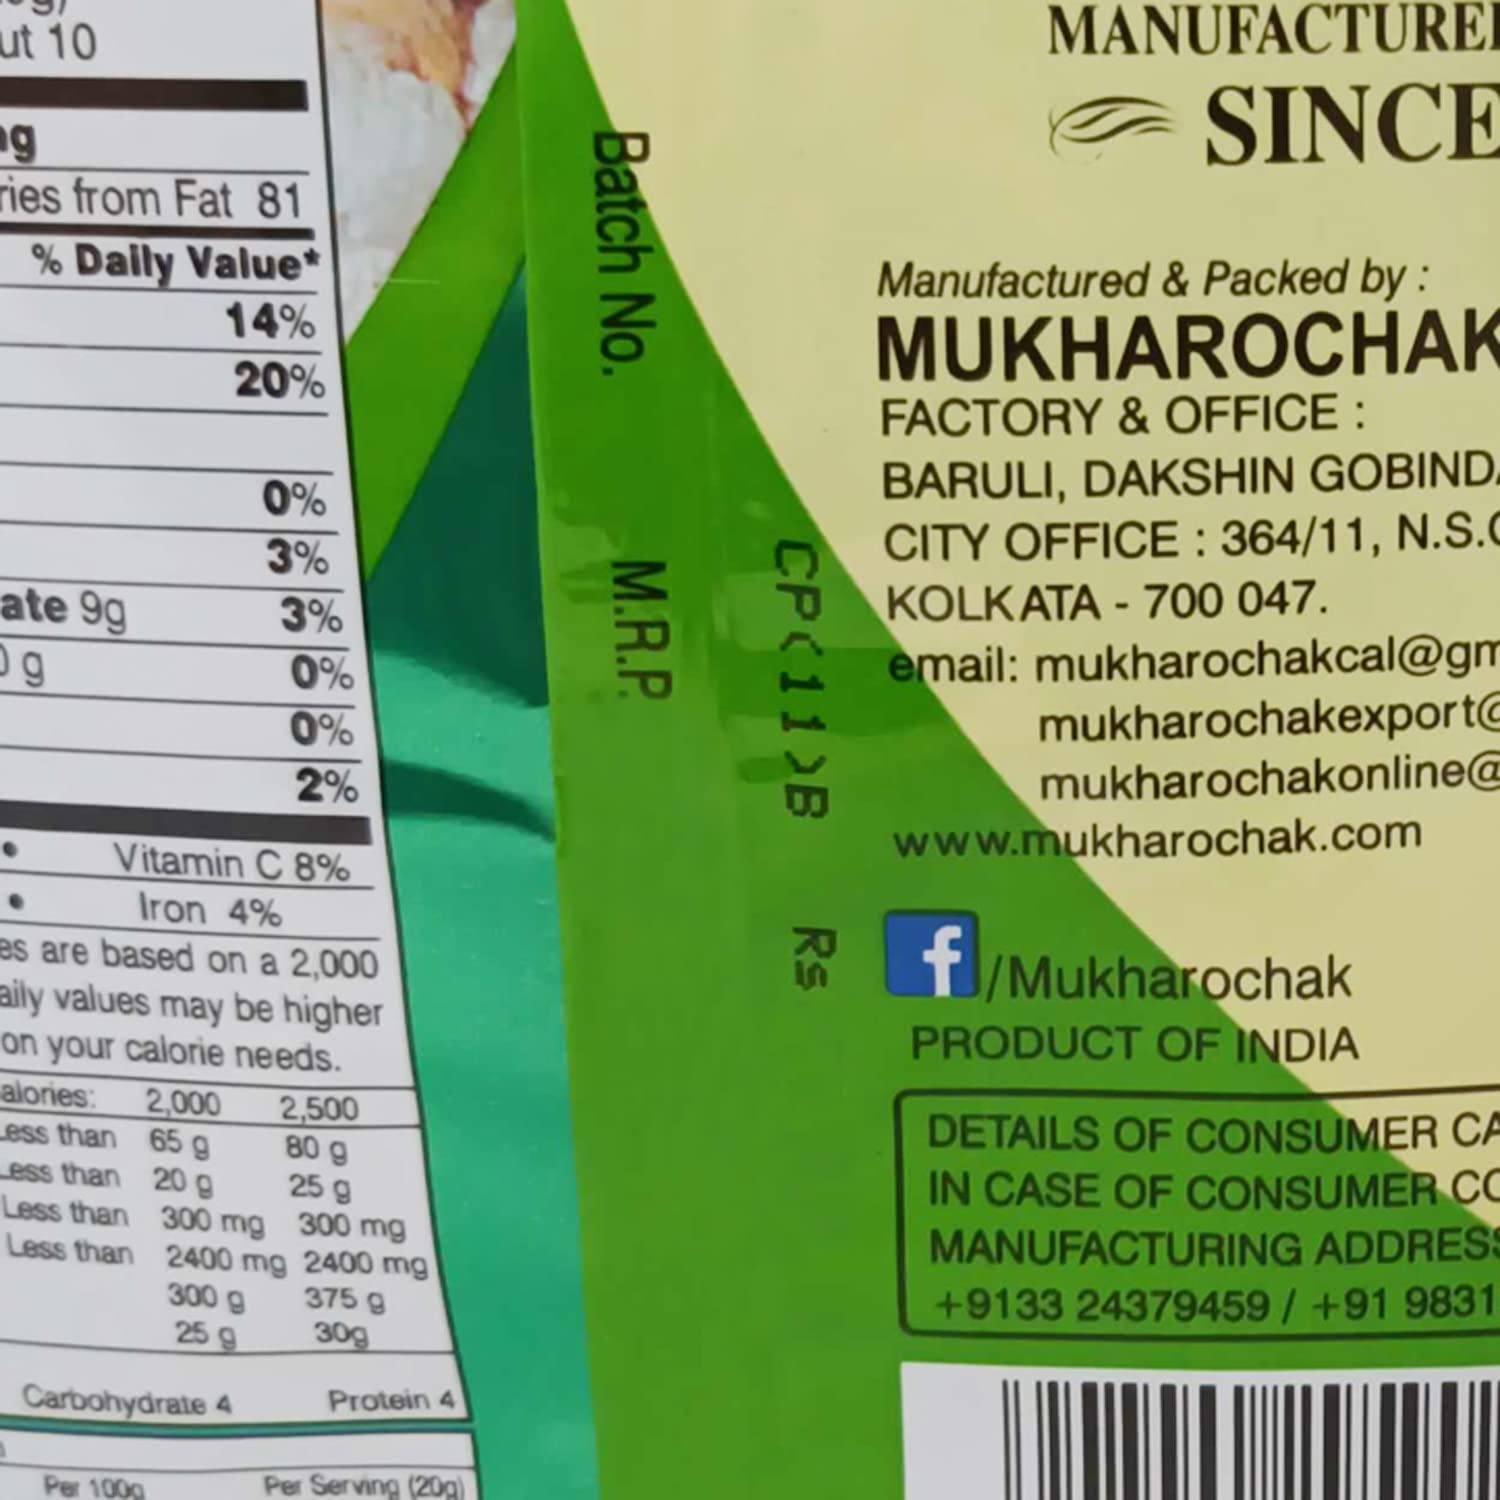 ut 10
ries from Fat 81
% Daily Value*
14%
20%
0%
3%
ate 9g 3%
g 0%
0%
2%
• Vitamin C 8%
• Iron 4%
es are based on a 2,000
aily values may be higher
on your calorie needs.
alories: 2,000 2,500
Less than 65 g 80 g
Less than 20 g 25 g
Less than 300 mg 300 mg
Less than 2400 mg 2400 mg
300 g 375 g
25 g 30g
Carbohydrate 4 Protein 4
Per 100g Per Serving (20g)
Batch No. M.R.P.
CP(11)B Rs
MANUFACTURE
SINCE
Manufactured & Packed by :
MUKHAROCHAK
FACTORY & OFFICE :
BARULI, DAKSHIN GOBIND
CITY OFFICE : 364/11, N.S.
KOLKATA - 700 047.
email: mukharochakcal@gm
mukharochakexport@
mukharochakonline@
www.mukharochak.com
f/Mukharochak
PRODUCT OF INDIA
DETAILS OF CONSUMER CA
IN CASE OF CONSUMER CO
MANUFACTURING ADDRESS
+9133 24379459 / +91 9831